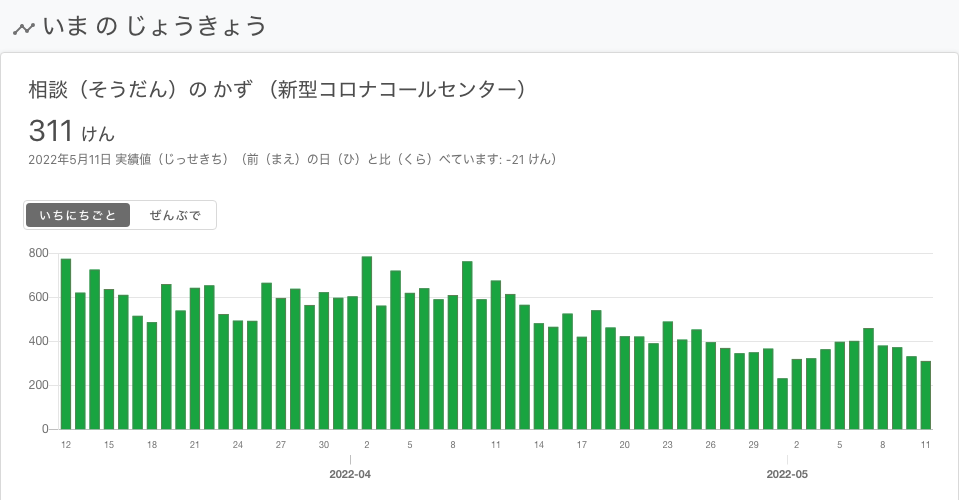 いま の じょうきょう
相談（そうだん）の かず （新型コロナコールセンター）
311 けん
2022年5月11日 実績値（じっせきち）（前（まえ）の日（ひ）と比（くら）べています: -21 けん）
いちにちごと ぜんぶで
800
600
400
200
0
12 15 18 21 24 27 30 2 5 8 11 14 17 20 23 26 29 2 5 8 11
2022-04 2022-05